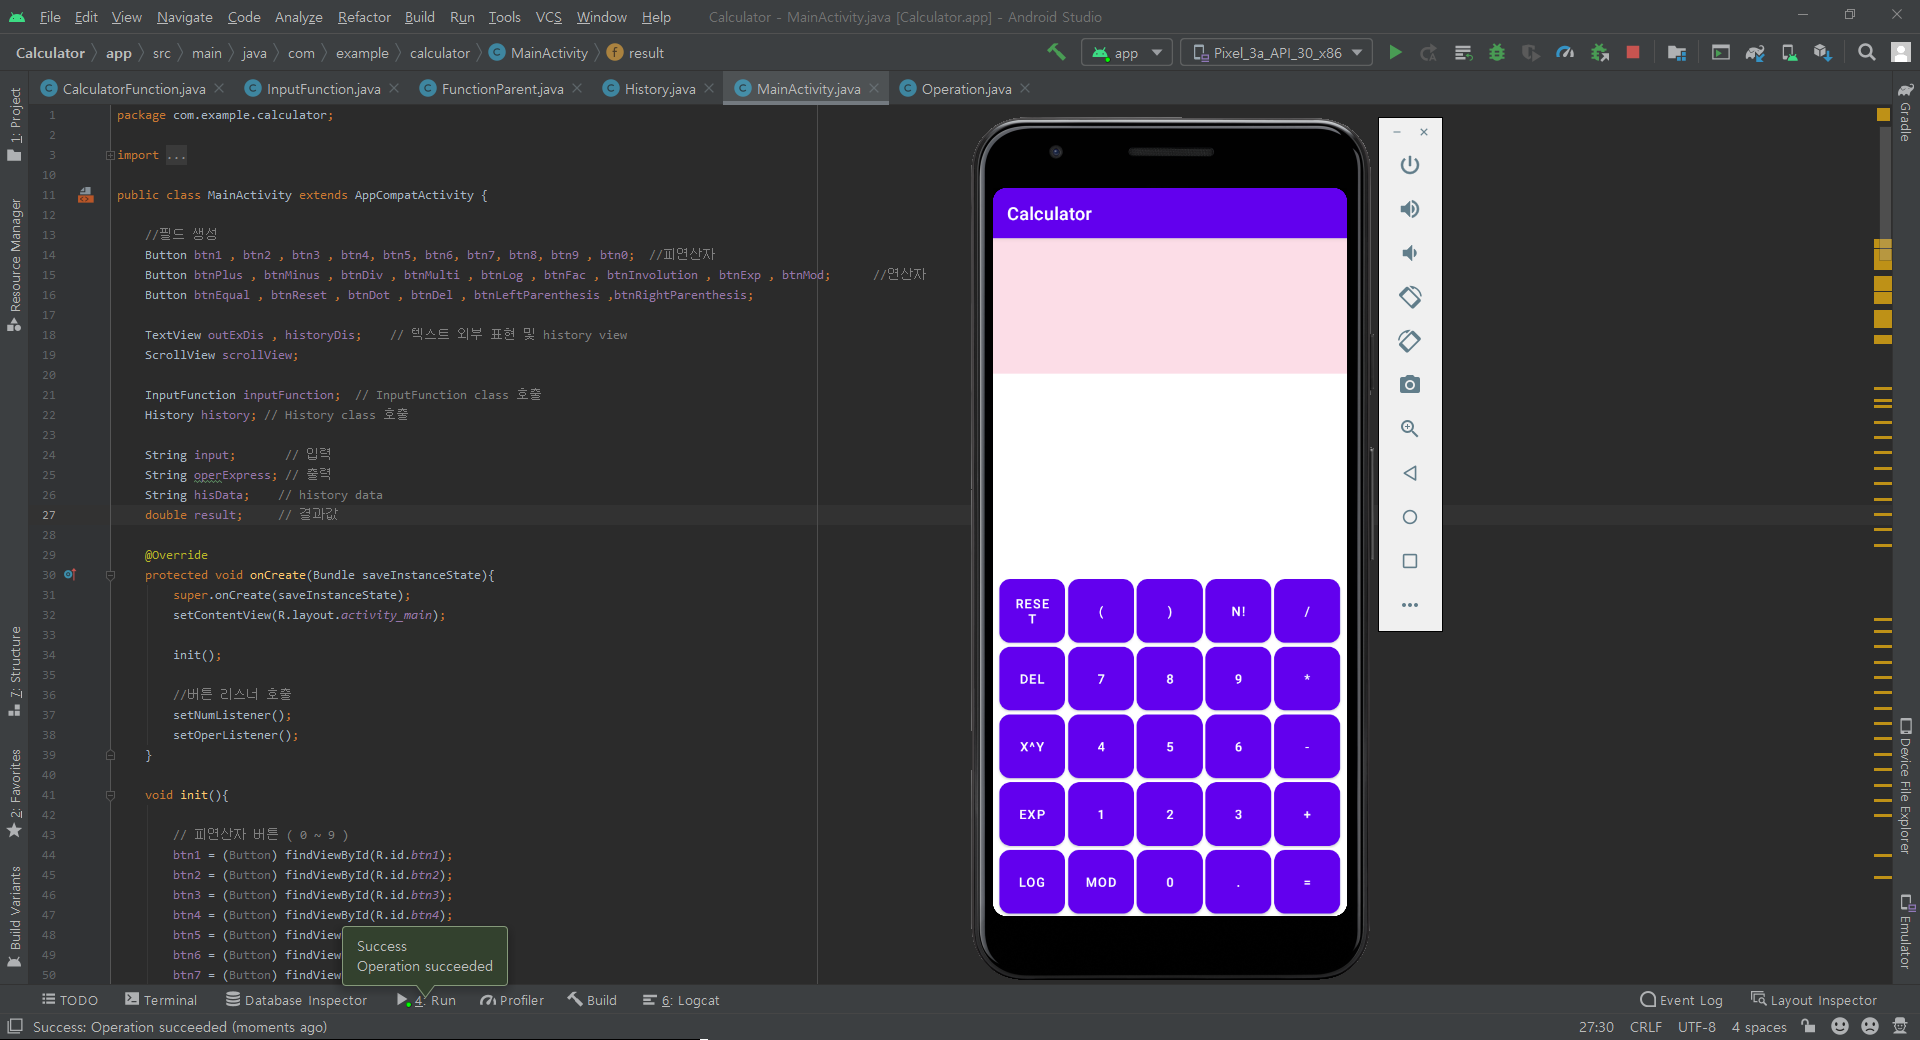 File Edit View Navigate Code Analyze Refactor Build Run Tools VCS Window Help Calculator - MainActivity.java [Calculator.app] - Android Studio
Calculator app src main java com example calculator MainActivity result app Pixel_3a_API_30_x86
CalculatorFunction.java InputFunction.java FunctionParent.java History.java MainActivity.java Operation.java
1: Project
Resource Manager
7: Structure
2: Favorites
Build Variants
1 package com.example.calculator;
2
3 import ...
10
11 public class MainActivity extends AppCompatActivity {
12
13 //필드 생성
14 Button btn1 , btn2 , btn3 , btn4, btn5, btn6, btn7, btn8, btn9 , btn0; //피연산자
15 Button btnPlus , btnMinus , btnDiv , btnMulti , btnLog , btnFac , btnInvolution , btnExp , btnMod; //연산자
16 Button btnEqual , btnReset , btnDot , btnDel , btnLeftParenthesis ,btnRightParenthesis;
17
18 TextView outExDis , historyDis; // 텍스트 외부 표현 및 history view
19 ScrollView scrollView;
20
21 InputFunction inputFunction; // InputFunction class 호출
22 History history; // History class 호출
23
24 String input; // 입력
25 String operExpress; // 출력
26 String hisData; // history data
27 double result; // 결과값
28
29 @Override
30 protected void onCreate(Bundle saveInstanceState){
31 super.onCreate(saveInstanceState);
32 setContentView(R.layout.activity_main);
33
34 init();
35
36 //버튼 리스너 호출
37 setNumListener();
38 setOperListener();
39 }
40
41 void init(){
42
43 // 피연산자 버튼 ( 0 ~ 9 )
44 btn1 = (Button) findViewById(R.id.btn1);
45 btn2 = (Button) findViewById(R.id.btn2);
46 btn3 = (Button) findViewById(R.id.btn3);
47 btn4 = (Button) findViewById(R.id.btn4);
48 btn5 = (Button) findView
49 btn6 = (Button) findView
50 btn7 = (Button) findView
Success
Operation succeeded
Calculator
RESE
T ( ) N! /
DEL 7 8 9 *
X^Y 4 5 6 -
EXP 1 2 3 +
LOG MOD 0 . =
Gradle
Device File Explorer
Emulator
TODO Terminal Database Inspector 4: Run Profiler Build 6: Logcat Event Log Layout Inspector
Success: Operation succeeded (moments ago) 27:30 CRLF UTF-8 4 spaces